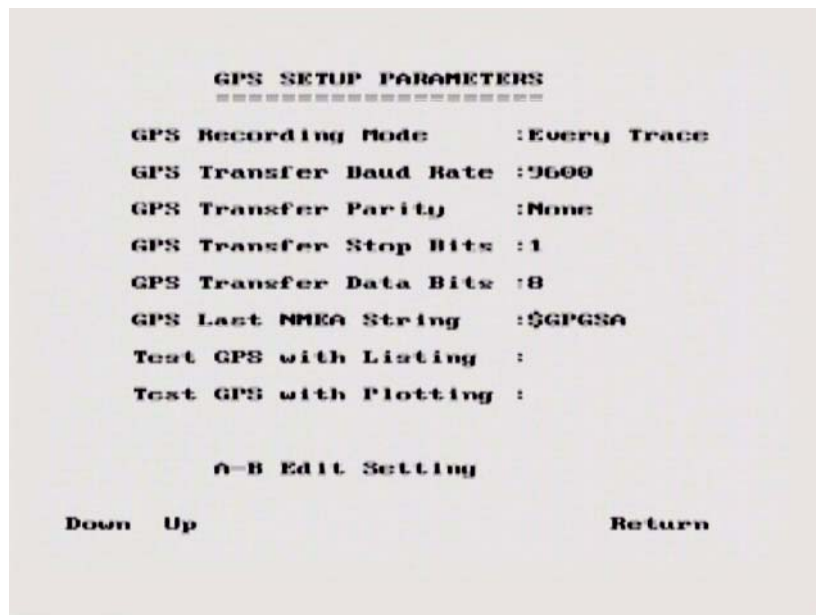 GPS SETUP PARAMETERS
====================
GPS Recording Mode :Every Trace
GPS Transfer Baud Rate :9600
GPS Transfer Parity :None
GPS Transfer Stop Bits :1
GPS Transfer Data Bits :8
GPS Last NMEA String :$GPGSA
Test GPS with Listing :
Test GPS with Plotting :
A-B Edit Setting
Down Up Return